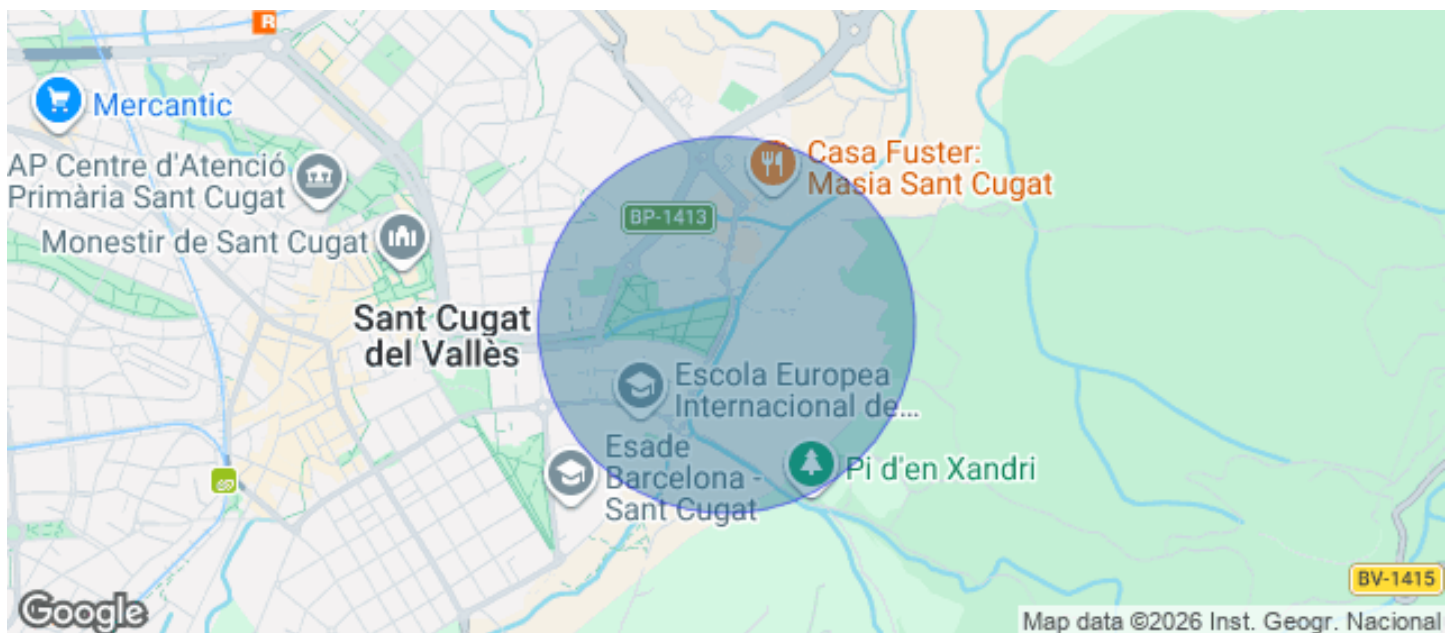 R
Mercantic
AP Centre d'Atenció
Primària Sant Cugat
Monestir de Sant Cugat
Casa Fuster:
Masia Sant Cugat
BP-1413
Sant Cugat
del Vallès
Escola Europea
Internacional de...
Esade
Barcelona -
Sant Cugat
Pi d'en Xandri
BV-1415
Google
Map data ©2026 Inst. Geogr. Nacional